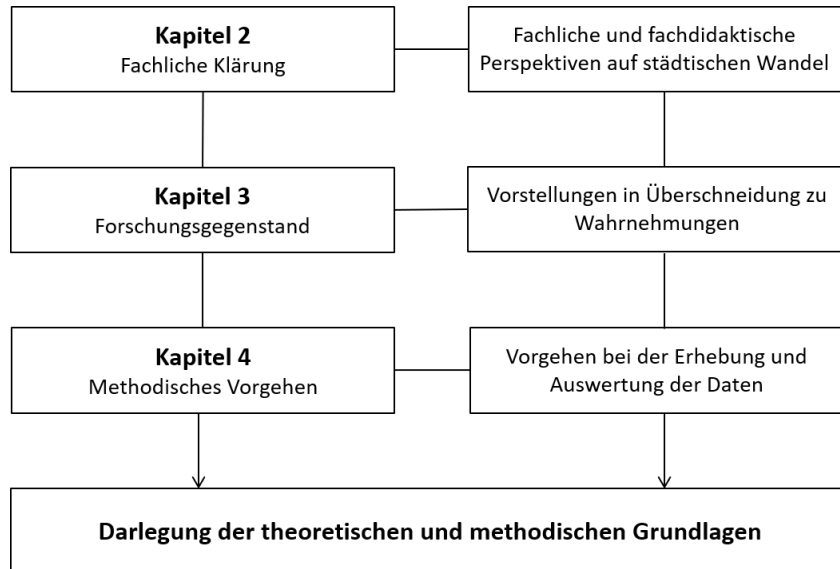 Kapitel 2
Fachliche Klärung
Fachliche und fachdidaktische
Perspektiven auf städtischen Wandel
Kapitel 3
Forschungsgegenstand
Vorstellungen in Überschneidung zu
Wahrnehmungen
Kapitel 4
Methodisches Vorgehen
Vorgehen bei der Erhebung und
Auswertung der Daten
Darlegung der theoretischen und methodischen Grundlagen